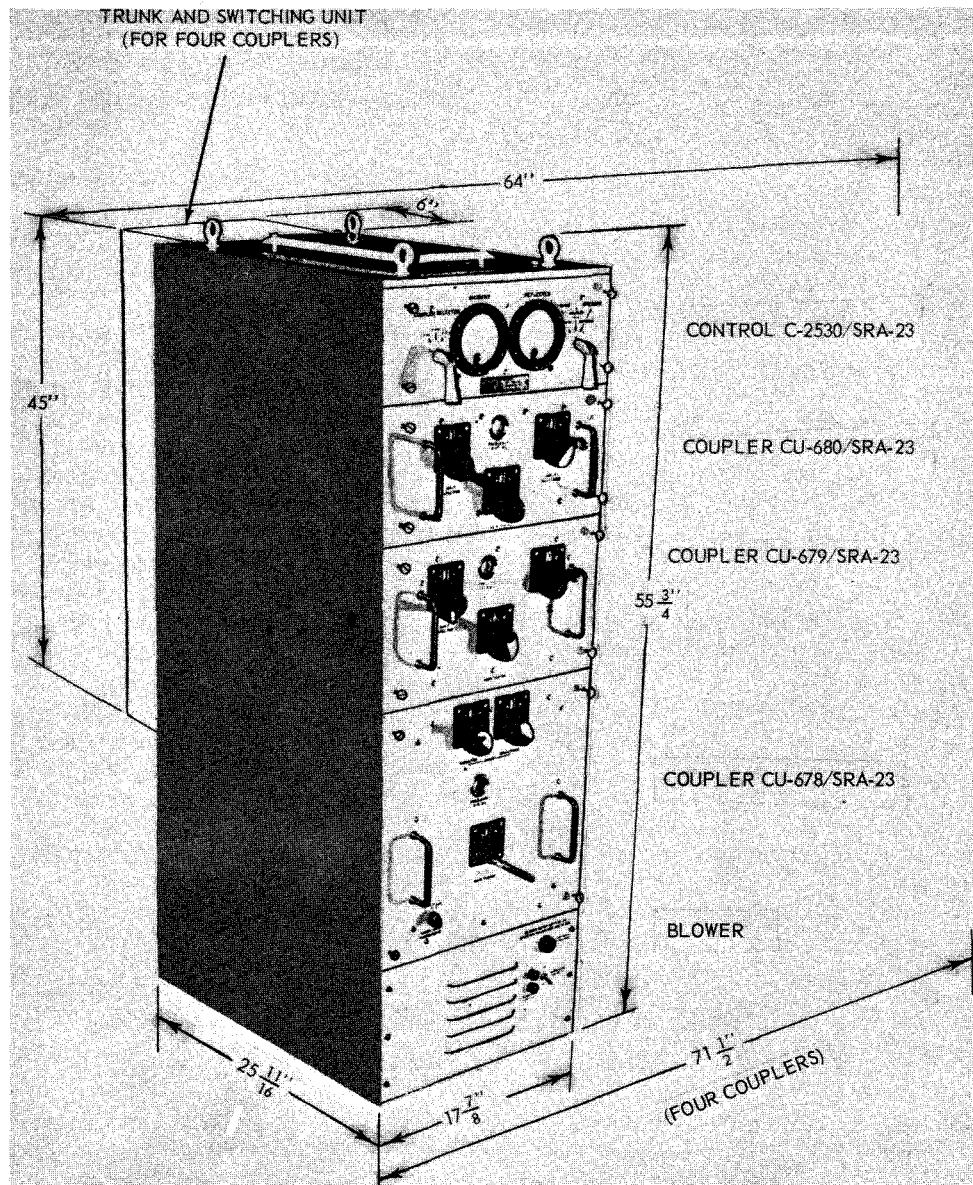 TRUNK AND SWITCHING UNIT
(FOR FOUR COUPLERS)
64"
6"
45"
CONTROL C-2530/SRA-23
COUPLER CU-680/SRA-23
COUPLER CU-679/SRA-23
55 3/4"
COUPLER CU-678/SRA-23
BLOWER
25 11/16"
17 7/8"
71 1/2"
(FOUR COUPLERS)